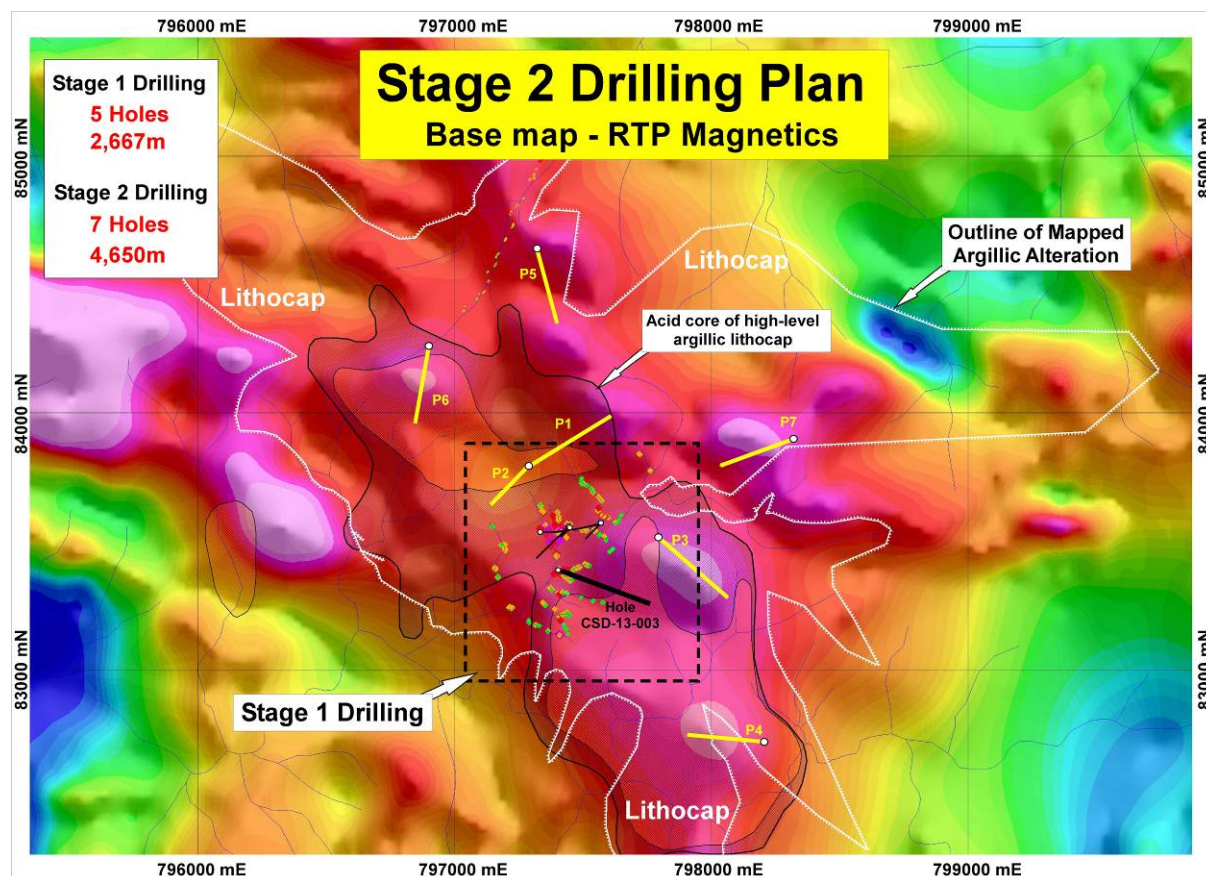 796000 mE
797000 mE
798000 mE
799000 mE
Stage 1 Drilling
5 Holes
2,667m
Stage 2 Drilling
7 Holes
4,650m
Stage 2 Drilling Plan
Base map - RTP Magnetics
85000 mN
85000 mN
Outline of Mapped
Argillic Alteration
Lithocap
P5
Lithocap
Acid core of high-level
argillic lithocap
84000 mN
84000 mN
P6
P1
P7
P2
P3
Hole
CSD-13-003
83000 mN
83000 mN
Stage 1 Drilling
P4
Lithocap
796000 mE
797000 mE
798000 mE
799000 mE